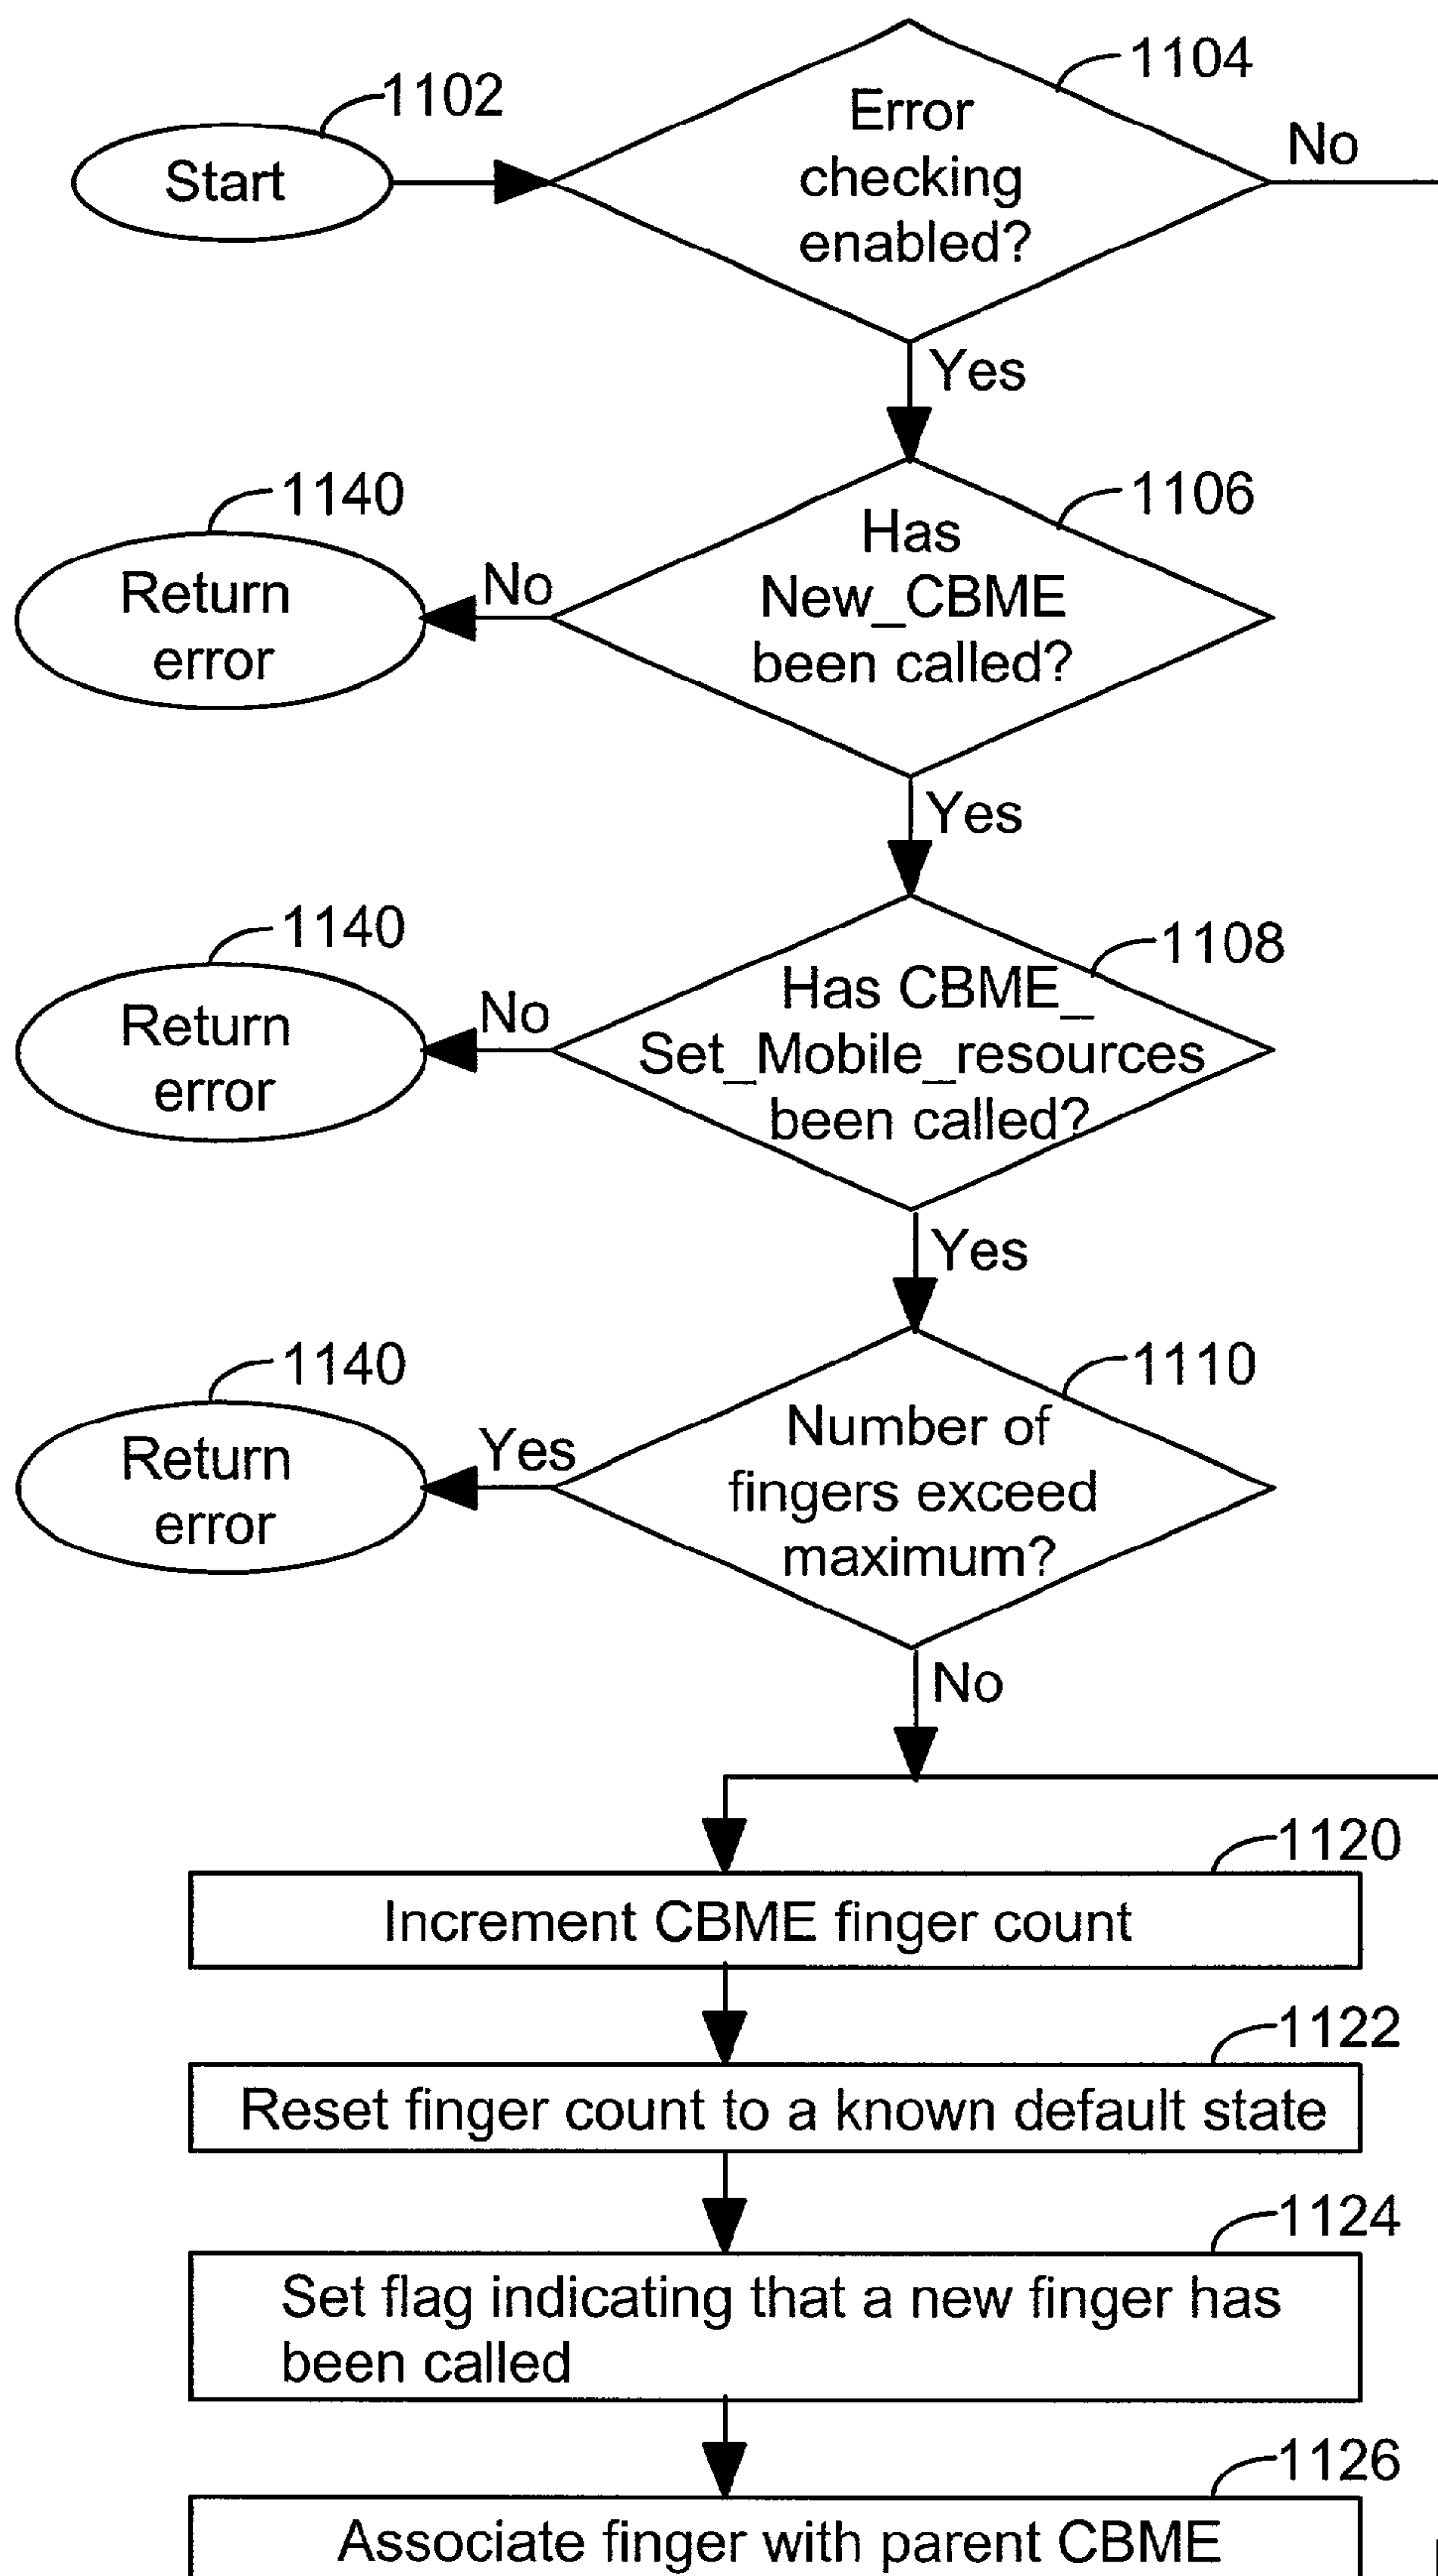 1102
Start
1104
Error
checking
enabled?
No
Yes
1140
Return
error
No
1106
Has
New_CBME
been called?
Yes
1140
Return
error
No
1108
Has CBME_
Set_Mobile_resources
been called?
Yes
1140
Return
error
Yes
1110
Number of
fingers exceed
maximum?
No
1120
Increment CBME finger count
1122
Reset finger count to a known default state
1124
Set flag indicating that a new finger has
been called
1126
Associate finger with parent CBME